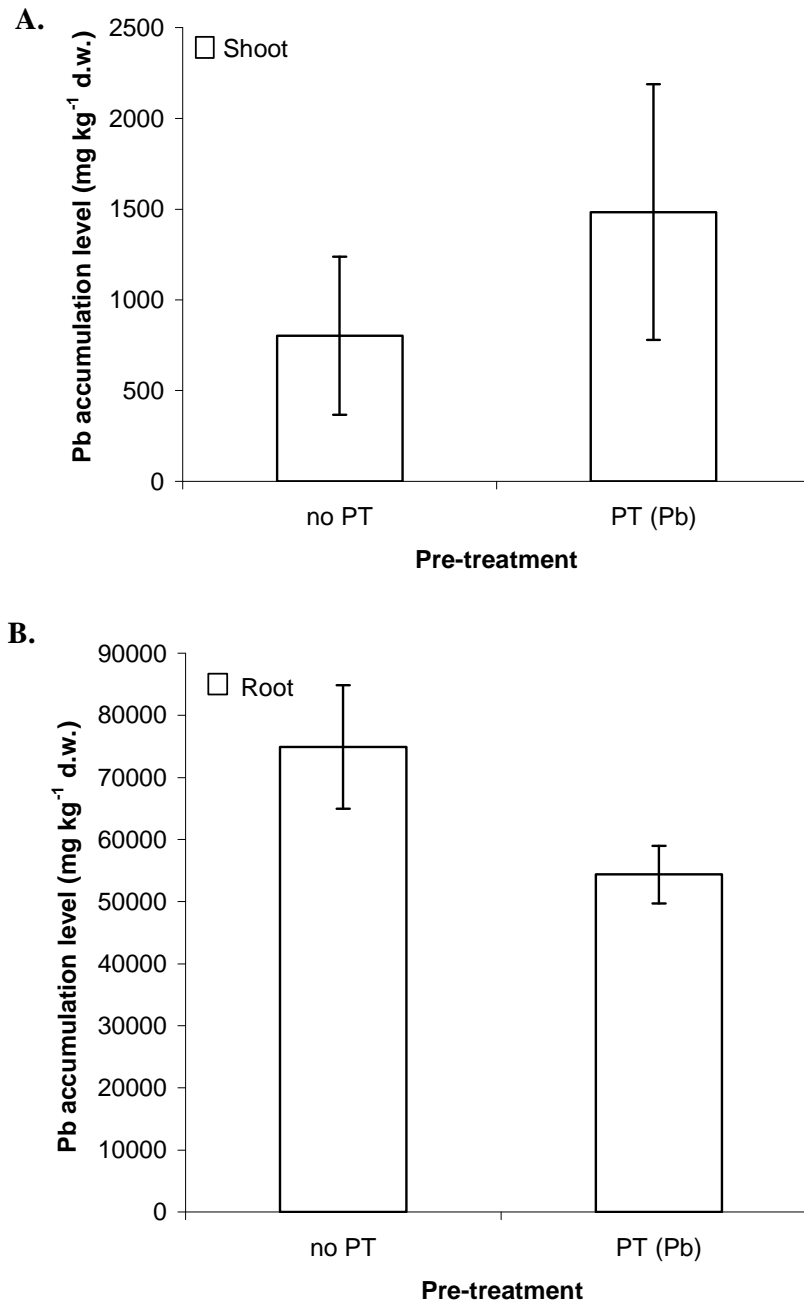 A.
Pb accumulation level (mg kg⁻¹ d.w.)
2500
2000
1500
1000
500
0
Shoot
no PT
PT (Pb)
Pre-treatment
B.
Pb accumulation level (mg kg⁻¹ d.w.)
90000
80000
70000
60000
50000
40000
30000
20000
10000
0
Root
no PT
PT (Pb)
Pre-treatment